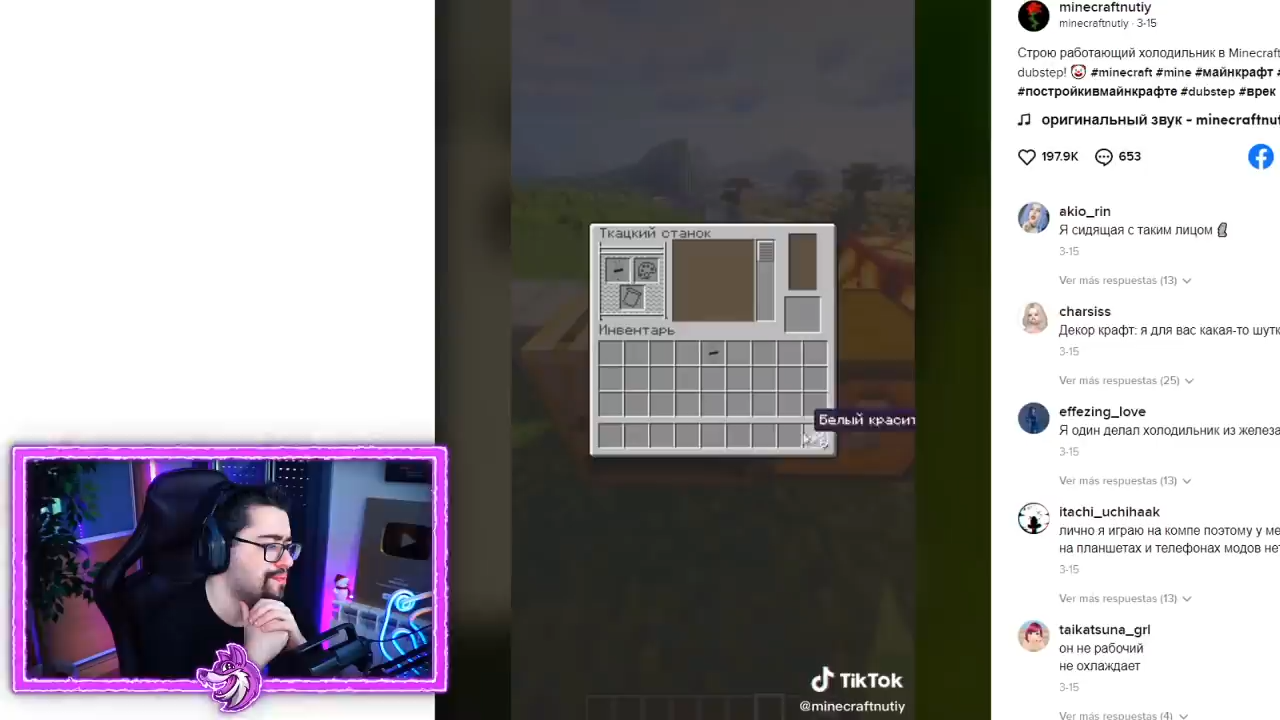 minecraftnutiy
minecraftnutiy · 3-15
Строю работающий холодильник в Minecraft
dubstep! #minecraft #mine #майнкрафт
#постройкивмайнкрафте #dubstep #врек
оригинальный звук - minecraftnut
197.9K 653
akio_rin
Я сидящая с таким лицом
3-15
Ver más respuestas (13)
charsiss
Декор крафт: я для вас какая-то шутк
3-15
Ver más respuestas (25)
effezing_love
Я один делал холодильник из железа
3-15
Ver más respuestas (13)
itachi_uchihaak
лично я играю на компе поэтому у ме
на планшетах и телефонах модов нет
3-15
Ver más respuestas (13)
taikatsuna_grl
он не рабочий
не охлаждает
3-15
Ver más respuestas (4)
Ткацкий станок
Инвентарь
Белый красит
TikTok
@minecraftnutiy